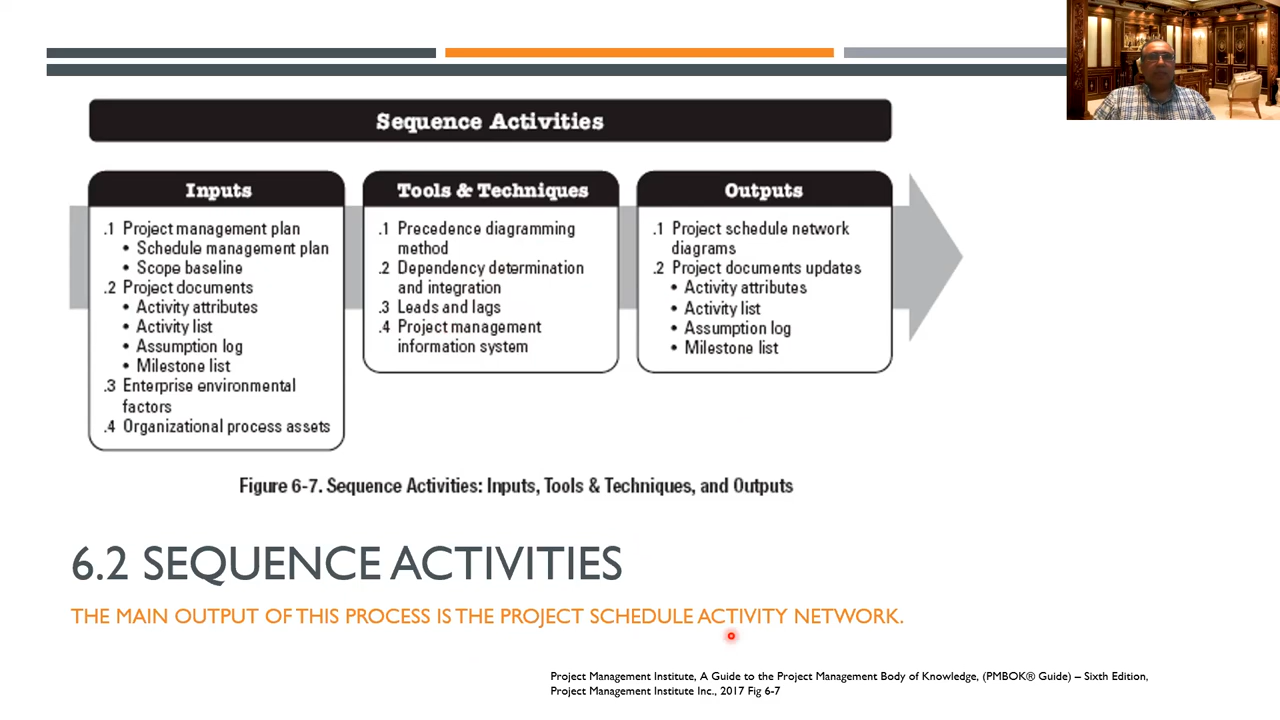 Sequence Activities
Inputs
.1 Project management plan
• Schedule management plan
• Scope baseline
.2 Project documents
• Activity attributes
• Activity list
• Assumption log
• Milestone list
.3 Enterprise environmental
factors
.4 Organizational process assets
Tools & Techniques
.1 Precedence diagramming
method
.2 Dependency determination
and integration
.3 Leads and lags
.4 Project management
information system
Outputs
.1 Project schedule network
diagrams
.2 Project documents updates
• Activity attributes
• Activity list
• Assumption log
• Milestone list
Figure 6-7. Sequence Activities: Inputs, Tools & Techniques, and Outputs
6.2 SEQUENCE ACTIVITIES
THE MAIN OUTPUT OF THIS PROCESS IS THE PROJECT SCHEDULE ACTIVITY NETWORK.
Project Management Institute, A Guide to the Project Management Body of Knowledge, (PMBOK® Guide) – Sixth Edition,
Project Management Institute Inc., 2017 Fig 6-7